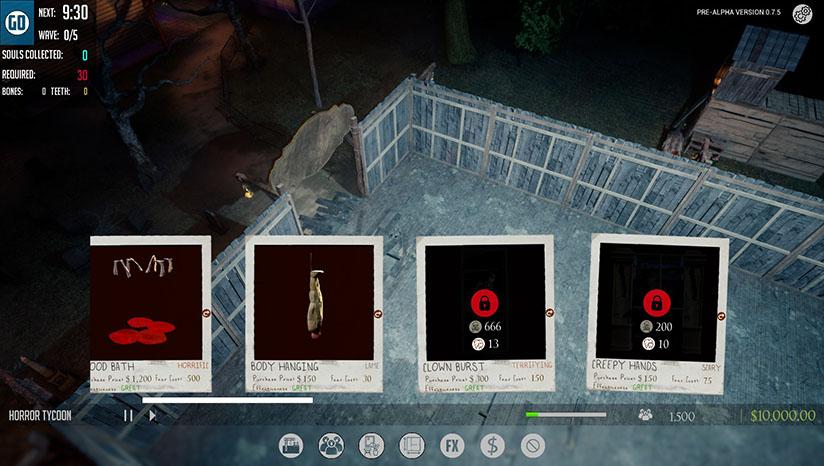 GO
NEXT: 9:30
WAVE: 0/5
SOULS COLLECTED: 0
REQUIRED: 30
BONES: 0 TEETH: 0
PRE-ALPHA VERSION 0.7.5
OOD BATH HORRIFI
chase Price: $1,200 Fear Cost: 500
Effectiveness: GREAT
BODY HANGING LAME
Purchase Price: $150 Fear Cost: 30
Effectiveness: GREAT
666
13
CLOWN BURST TERRIFYING
Purchase Price: $300 Fear Cost: 150
Effectiveness: GREAT
200
10
CREEPY HANDS SCARY
Purchase Price: $150 Fear Cost: 75
Effectiveness: GREAT
HORROR TYCOON
1,500
$10,000.00
FX
$